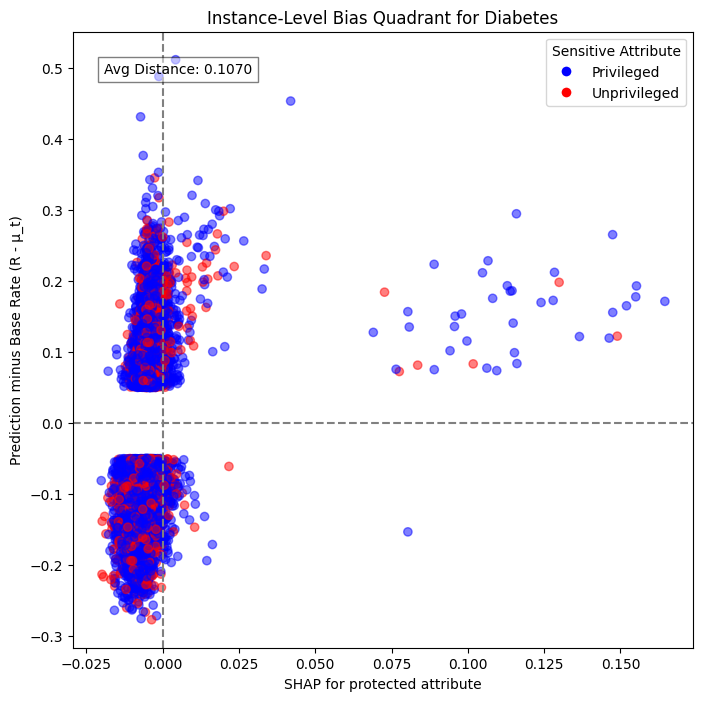 Instance-Level Bias Quadrant for Diabetes
Avg Distance: 0.1070
Sensitive Attribute
Privileged
Unprivileged
Prediction minus Base Rate (R - μ_t)
0.5
0.4
0.3
0.2
0.1
0.0
−0.1
−0.2
−0.3
−0.025
0.000
0.025
0.050
0.075
0.100
0.125
0.150
SHAP for protected attribute